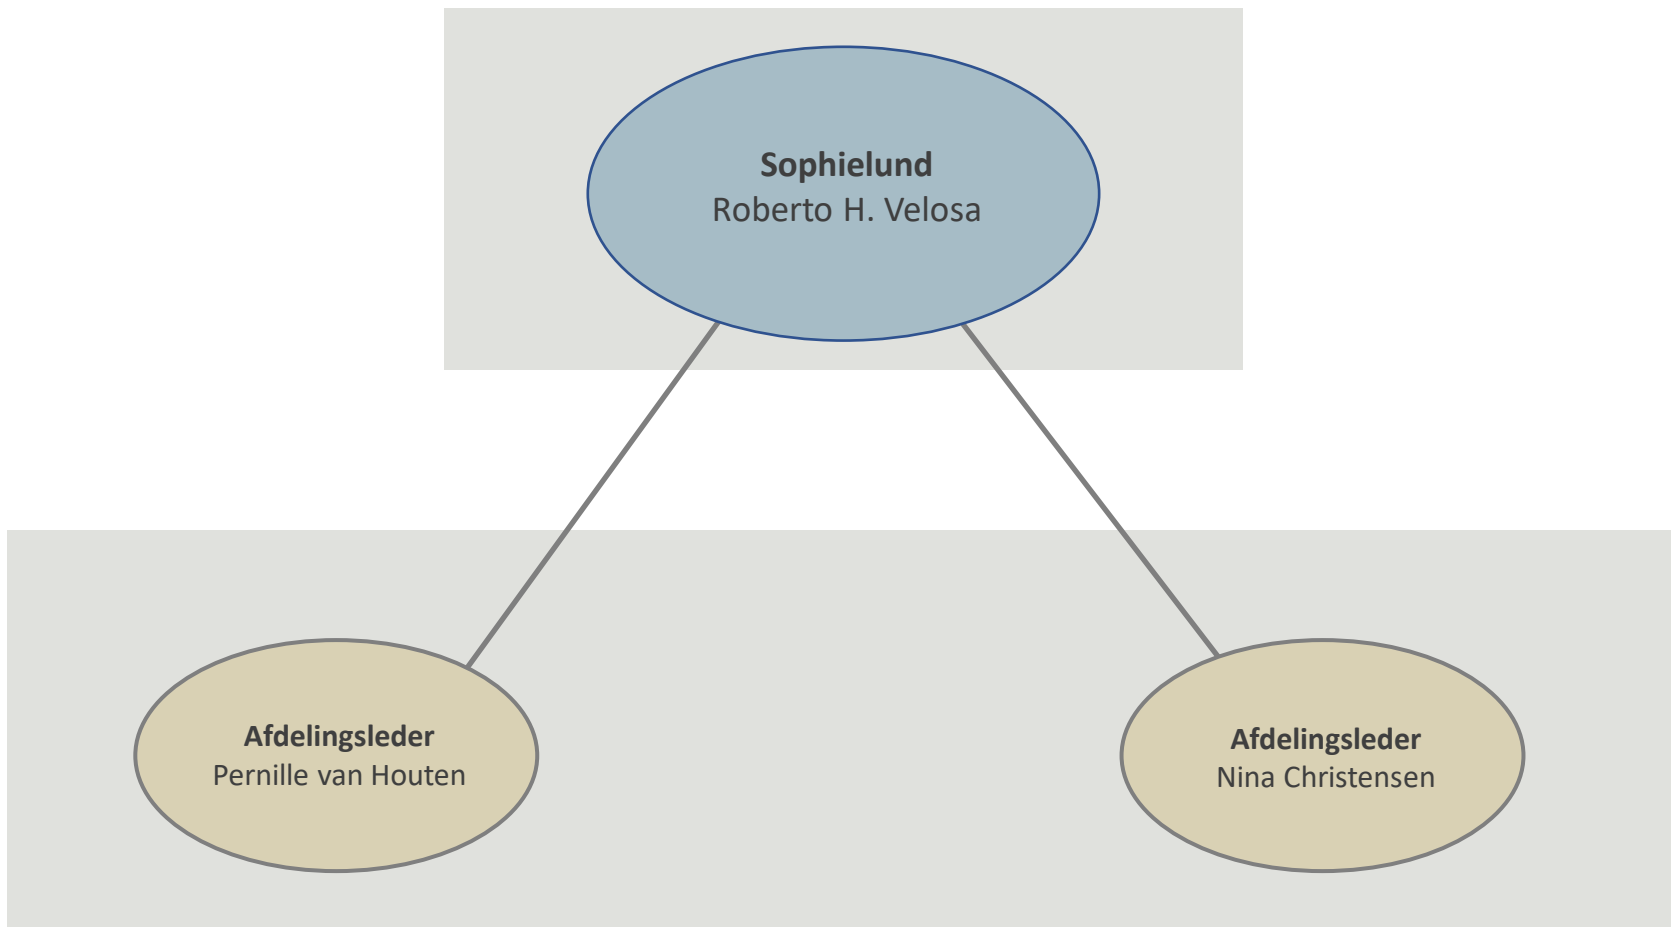 Sophielund
Roberto H. Velosa
Afdelingsleder
Pernille van Houten
Afdelingsleder
Nina Christensen